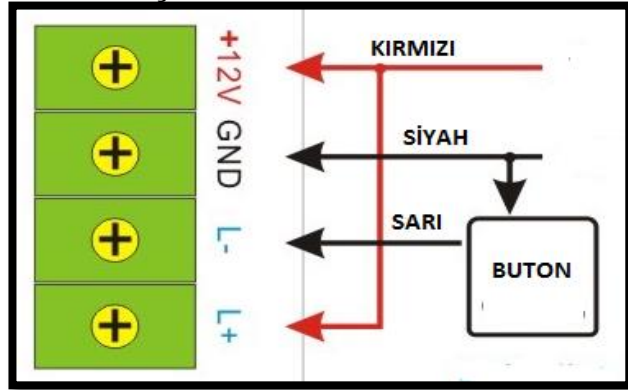 +12V
KIRMIZI
GND
SİYAH
L-
SARI
BUTON
L+